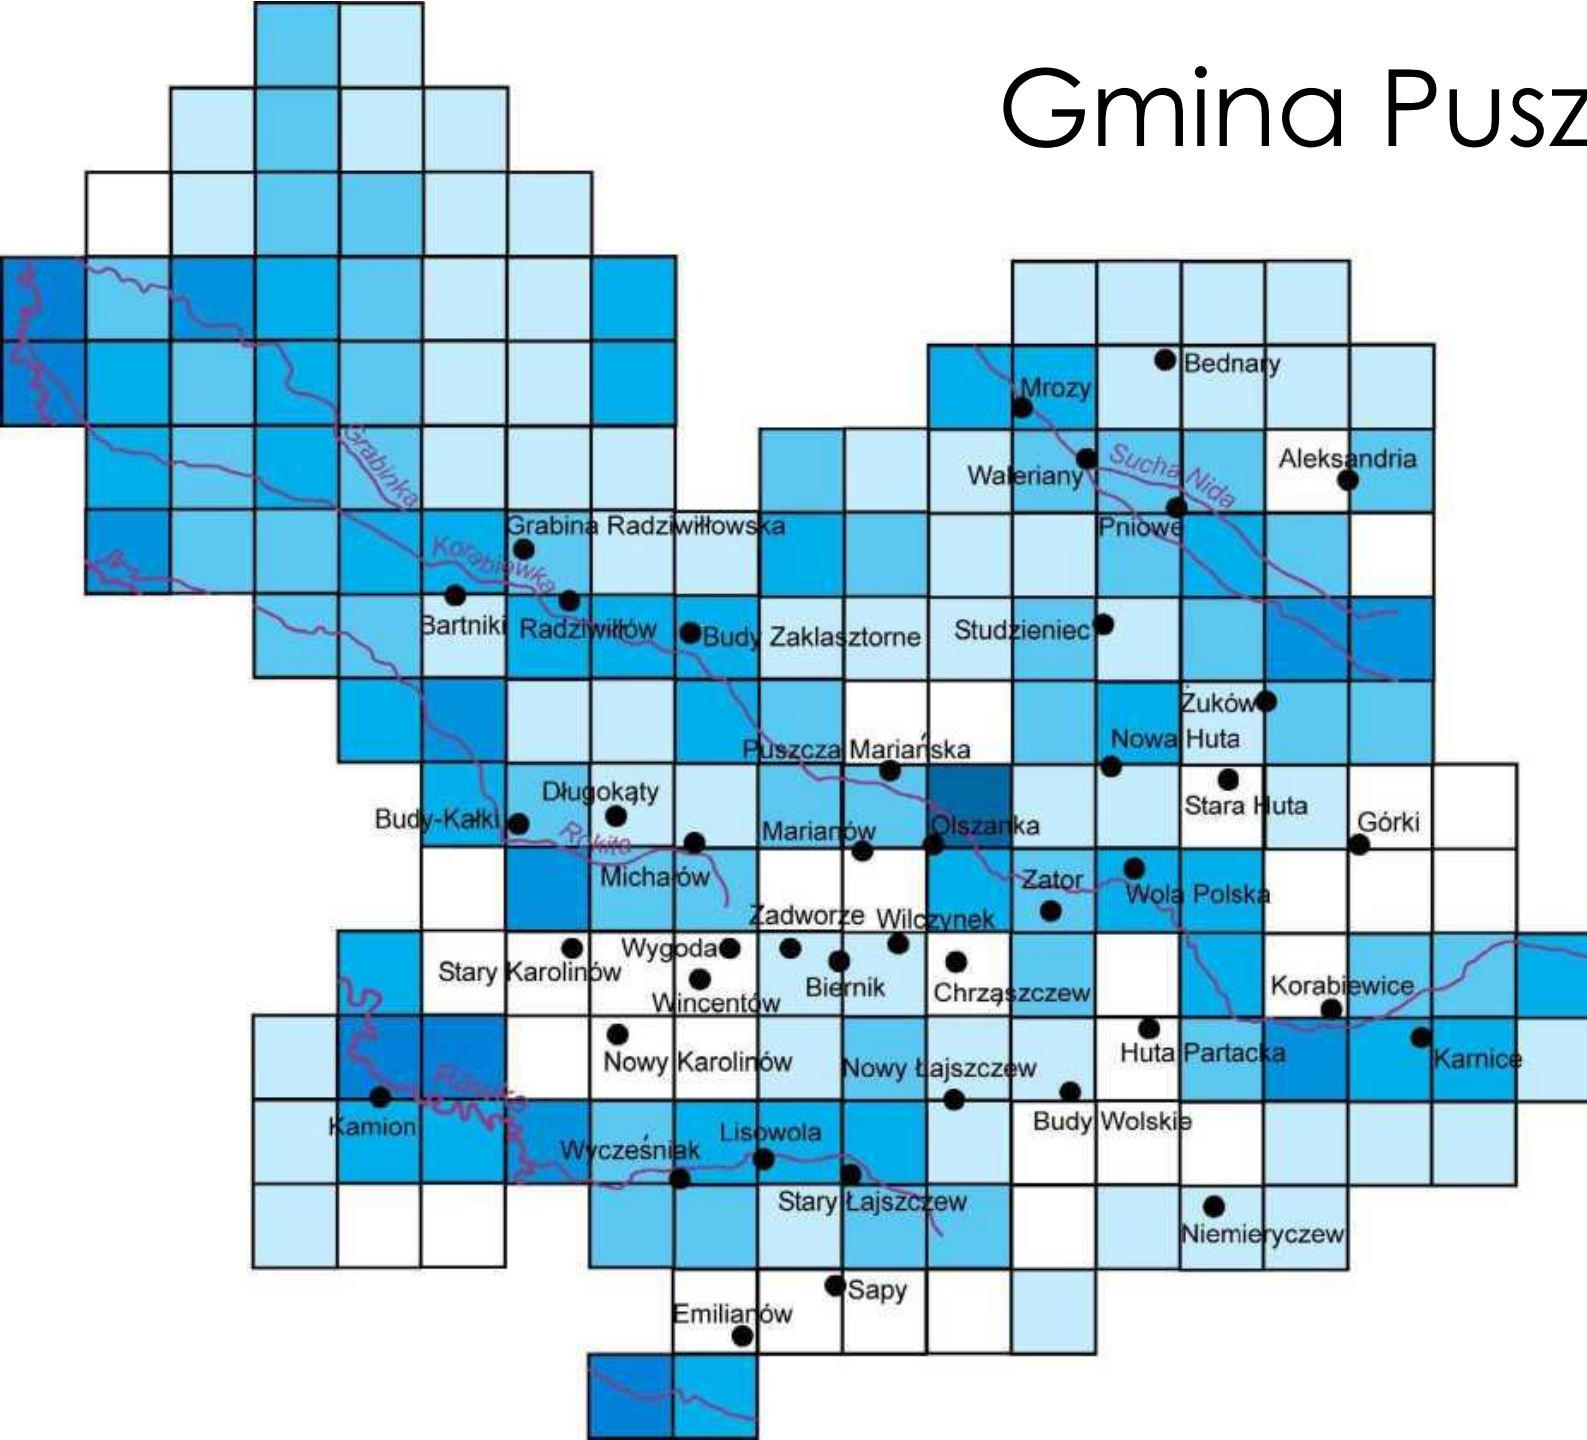 Gmina Pusz
Bednary
Mrozy
Waleriany
Sucha Nida
Aleksandria
Grabinka
Grabina Radziwiłłowska
Pniowe
Korabiewka
Bartniki
Radziwiłłów
Budy Zaklasztorne
Studzieniec
Żuków
Nowa Huta
Puszcza Mariańska
Długokąty
Stara Huta
Budy-Kałki
Rokita
Marianów
Olszanka
Górki
Michałów
Zator
Wola Polska
Zadworze
Wilczynek
Wygoda
Stary Karolinów
Biernik
Chrząszczew
Korabiewice
Wincentów
Nowy Karolinów
Nowy Łajszczew
Huta Partacka
Karnice
Rawka
Kamion
Budy Wolskie
Lisowola
Wycześniak
Stary Łajszczew
Niemieryczew
Sapy
Emilianów